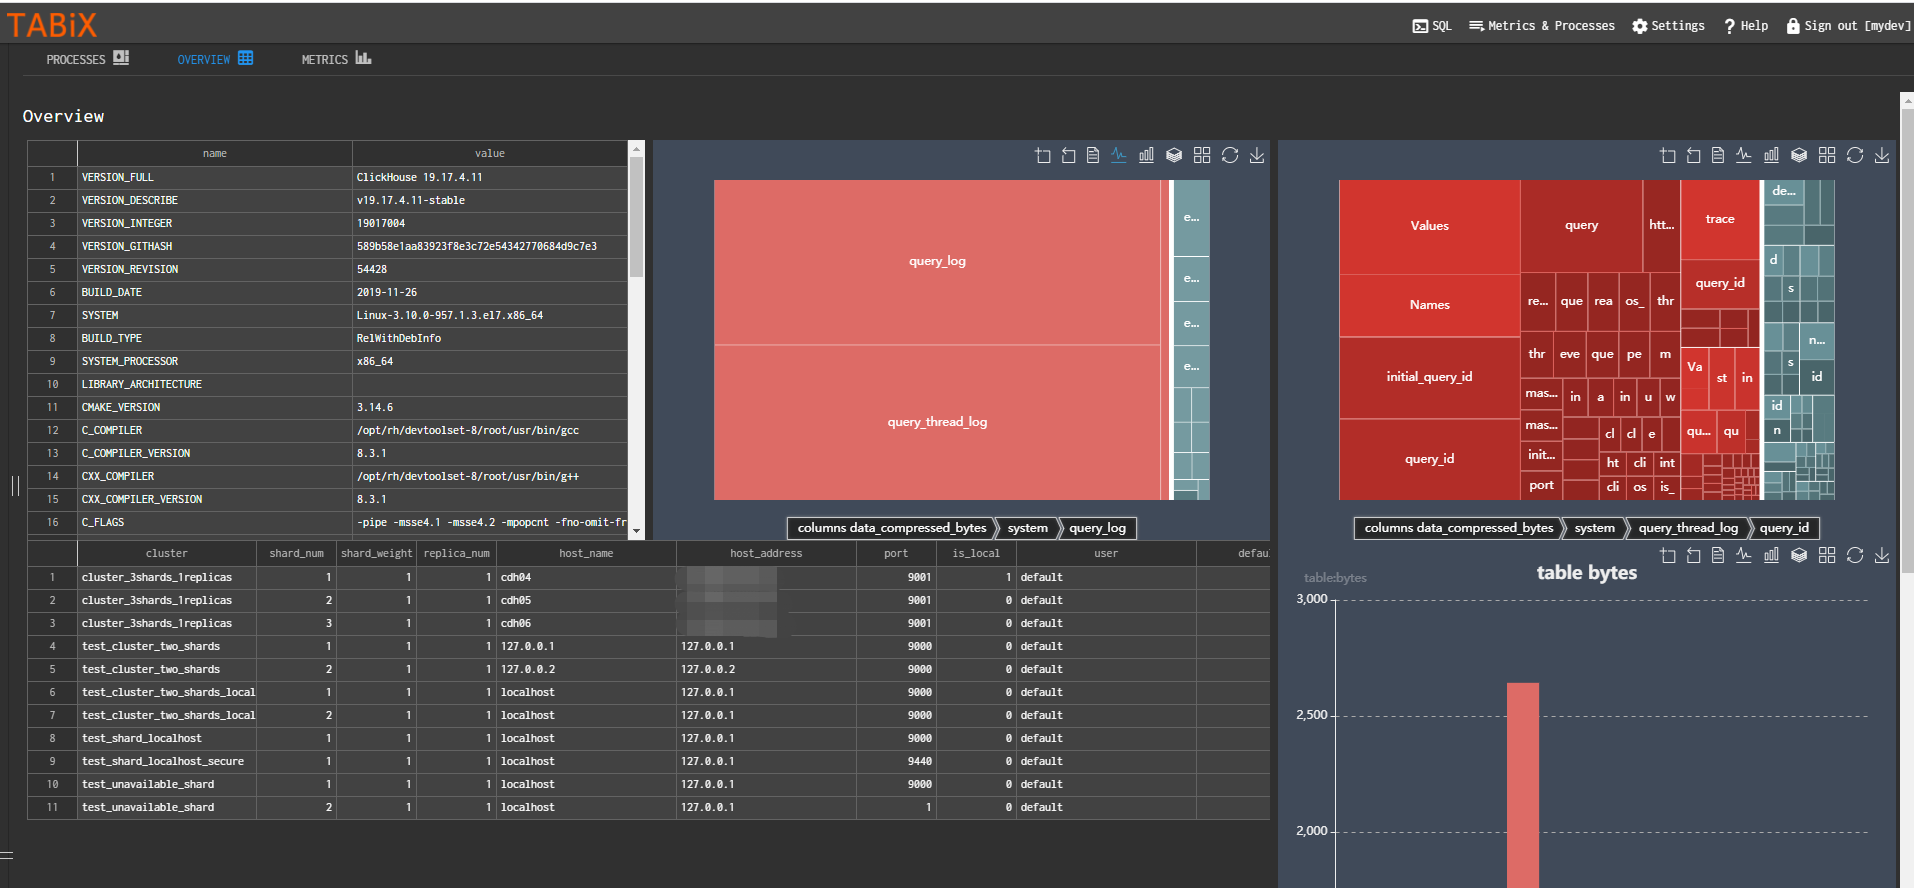 TABiX
SQL Metrics & Processes Settings ? Help Sign out [mydev]
PROCESSES OVERVIEW METRICS
Overview
name value
1 VERSION_FULL ClickHouse 19.17.4.11
2 VERSION_DESCRIBE v19.17.4.11-stable
3 VERSION_INTEGER 19017004
4 VERSION_GITHASH 589b58e1aa83923f8e3c72e54342770684d9c7e3
5 VERSION_REVISION 54428
6 BUILD_DATE 2019-11-26
7 SYSTEM Linux-3.10.0-957.1.3.el7.x86_64
8 BUILD_TYPE RelWithDebInfo
9 SYSTEM_PROCESSOR x86_64
10 LIBRARY_ARCHITECTURE
11 CMAKE_VERSION 3.14.6
12 C_COMPILER /opt/rh/devtoolset-8/root/usr/bin/gcc
13 C_COMPILER_VERSION 8.3.1
14 CXX_COMPILER /opt/rh/devtoolset-8/root/usr/bin/g++
15 CXX_COMPILER_VERSION 8.3.1
16 C_FLAGS -pipe -msse4.1 -msse4.2 -mpopcnt -fno-omit-fr
query_log
query_thread_log
e...
e...
e...
e...
columns data_compressed_bytes system query_log
Values query htt... trace de...
d
Names re... que rea os_ thr query_id s
initial_query_id thr eve que pe m Va st in n...
s
id
mas... in a in u w id
mas... cl cl e qu... qu n
query_id init... ht cli int
port cli os is_
columns data_compressed_bytes system query_thread_log query_id
cluster shard_num shard_weight replica_num host_name host_address port is_local user defaul
1 cluster_3shards_1replicas 1 1 1 cdh04 9001 1 default
2 cluster_3shards_1replicas 2 1 1 cdh05 9001 0 default
3 cluster_3shards_1replicas 3 1 1 cdh06 9001 0 default
4 test_cluster_two_shards 1 1 1 127.0.0.1 127.0.0.1 9000 0 default
5 test_cluster_two_shards 2 1 1 127.0.0.2 127.0.0.2 9000 0 default
6 test_cluster_two_shards_local 1 1 1 localhost 127.0.0.1 9000 0 default
7 test_cluster_two_shards_local 2 1 1 localhost 127.0.0.1 9000 0 default
8 test_shard_localhost 1 1 1 localhost 127.0.0.1 9000 0 default
9 test_shard_localhost_secure 1 1 1 localhost 127.0.0.1 9440 0 default
10 test_unavailable_shard 1 1 1 localhost 127.0.0.1 9000 0 default
11 test_unavailable_shard 2 1 1 localhost 127.0.0.1 1 0 default
table bytes
table:bytes
3,000
2,500
2,000